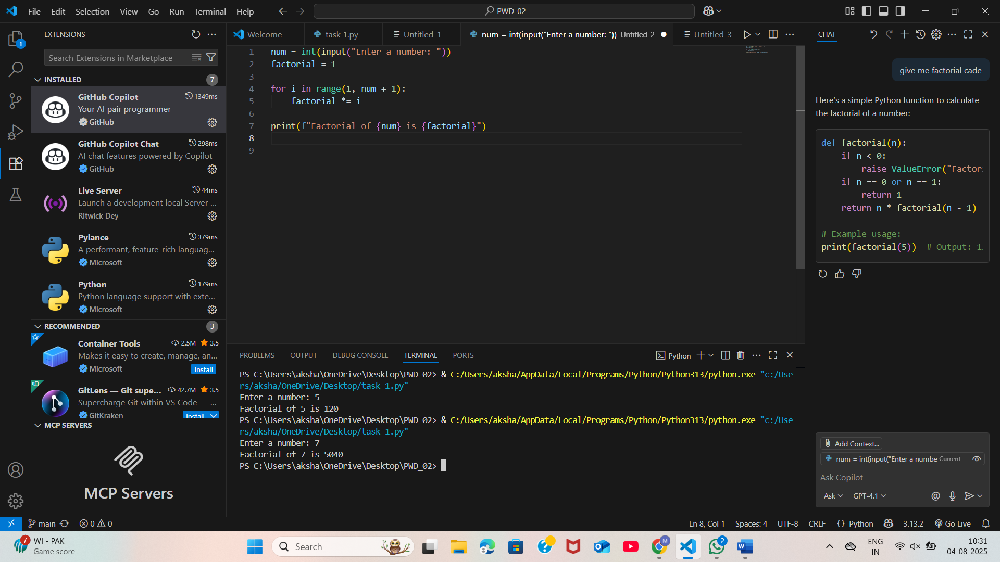 File Edit Selection View Go Run Terminal Help
PWD_02
EXTENSIONS
Search Extensions in Marketplace
INSTALLED
7
1
GitHub Copilot
1349ms
Your AI pair programmer
GitHub
GitHub Copilot Chat
298ms
AI chat features powered by Copilot
GitHub
Live Server
44ms
Launch a development local Server ...
Ritwick Dey
Pylance
379ms
A performant, feature-rich languag...
Microsoft
Python
179ms
Python language support with exte...
Microsoft
RECOMMENDED
3
Container Tools
2.5M 3.5
Makes it easy to create, manage, an...
Microsoft
Install
GitLens — Git supe...
42.7M 3.5
Supercharge Git within VS Code — ...
GitKraken
Install
MCP SERVERS
MCP Servers
Welcome
task 1.py
Untitled-1
num = int(input("Enter a number: ")) Untitled-2
Untitled-3
1 num = int(input("Enter a number: "))
2 factorial = 1
3
4 for i in range(1, num + 1):
5 factorial *= i
6
7 print(f"Factorial of {num} is {factorial}")
8
9
PROBLEMS OUTPUT DEBUG CONSOLE TERMINAL PORTS
Python
PS C:\Users\aksha\OneDrive\Desktop\PWD_02> & C:/Users/aksha/AppData/Local/Programs/Python/Python313/python.exe "c:/Use
rs/aksha/OneDrive/Desktop/task 1.py"
Enter a number: 5
Factorial of 5 is 120
PS C:\Users\aksha\OneDrive\Desktop\PWD_02> & C:/Users/aksha/AppData/Local/Programs/Python/Python313/python.exe "c:/Use
rs/aksha/OneDrive/Desktop/task 1.py"
Enter a number: 7
Factorial of 7 is 5040
PS C:\Users\aksha\OneDrive\Desktop\PWD_02>
CHAT
give me factorial cade
Here's a simple Python function to calculate
the factorial of a number:
def factorial(n):
if n < 0:
raise ValueError("Factori
if n == 0 or n == 1:
return 1
return n * factorial(n - 1)
# Example usage:
print(factorial(5)) # Output: 12
Add Context...
num = int(input("Enter a numbe Current
Ask Copilot
Ask
GPT-4.1
main
0 0
Ln 8, Col 1 Spaces: 4 UTF-8 CRLF {} Python 3.13.2 Go Live
7
WI - PAK
Game score
Search
M
2
ENG
IN
10:31
04-08-2025